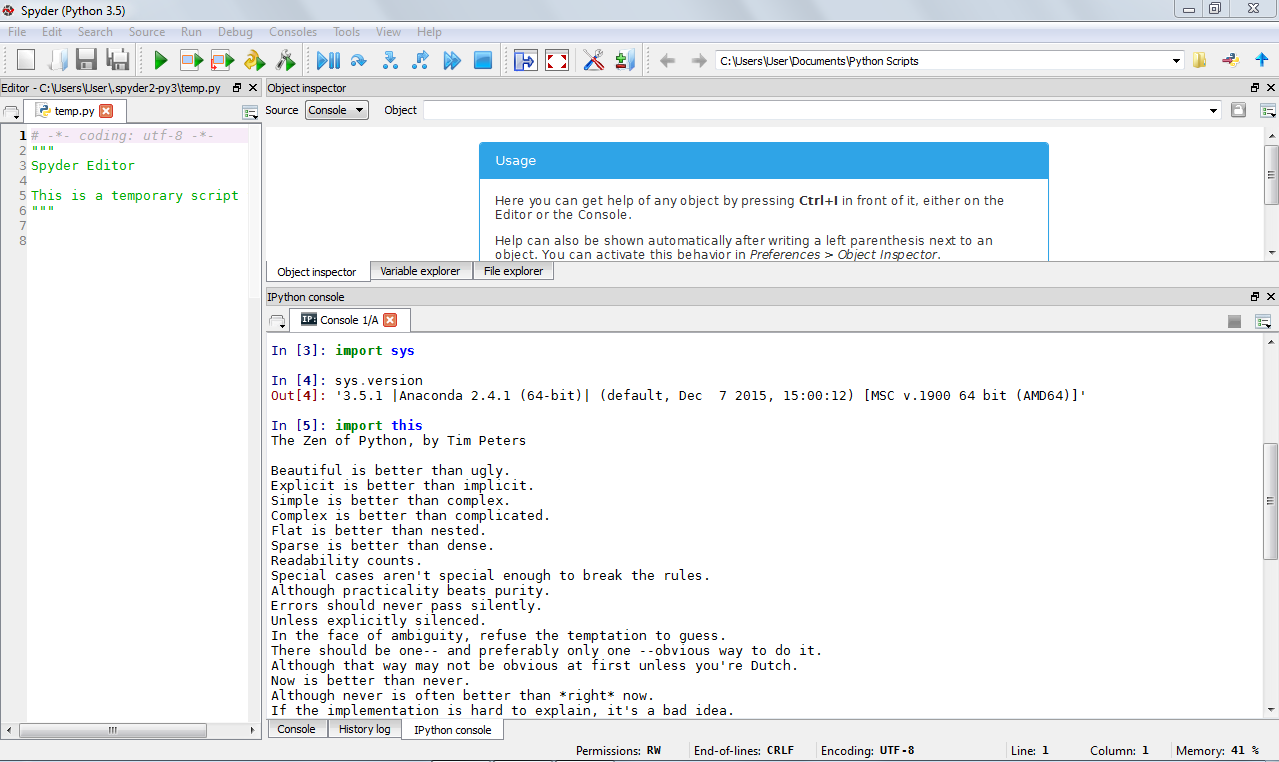 Spyder (Python 3.5)
File Edit Search Source Run Debug Consoles Tools View Help
C:\Users\User\Documents\Python Scripts
Editor - C:\Users\User\.spyder2-py3\temp.py
temp.py
1 # -*- coding: utf-8 -*-
2 """
3 Spyder Editor
4
5 This is a temporary script
6 """
7
8
Object inspector
Source Console Object
Usage
Here you can get help of any object by pressing Ctrl+I in front of it, either on the
Editor or the Console.
Help can also be shown automatically after writing a left parenthesis next to an
object. You can activate this behavior in Preferences > Object Inspector.
Object inspector Variable explorer File explorer
IPython console
IP: Console 1/A
In [3]: import sys
In [4]: sys.version
Out[4]: '3.5.1 |Anaconda 2.4.1 (64-bit)| (default, Dec  7 2015, 15:00:12) [MSC v.1900 64 bit (AMD64)]'
In [5]: import this
The Zen of Python, by Tim Peters
Beautiful is better than ugly.
Explicit is better than implicit.
Simple is better than complex.
Complex is better than complicated.
Flat is better than nested.
Sparse is better than dense.
Readability counts.
Special cases aren't special enough to break the rules.
Although practicality beats purity.
Errors should never pass silently.
Unless explicitly silenced.
In the face of ambiguity, refuse the temptation to guess.
There should be one-- and preferably only one --obvious way to do it.
Although that way may not be obvious at first unless you're Dutch.
Now is better than never.
Although never is often better than *right* now.
If the implementation is hard to explain, it's a bad idea.
Console History log IPython console
Permissions: RW End-of-lines: CRLF Encoding: UTF-8 Line: 1 Column: 1 Memory: 41 %